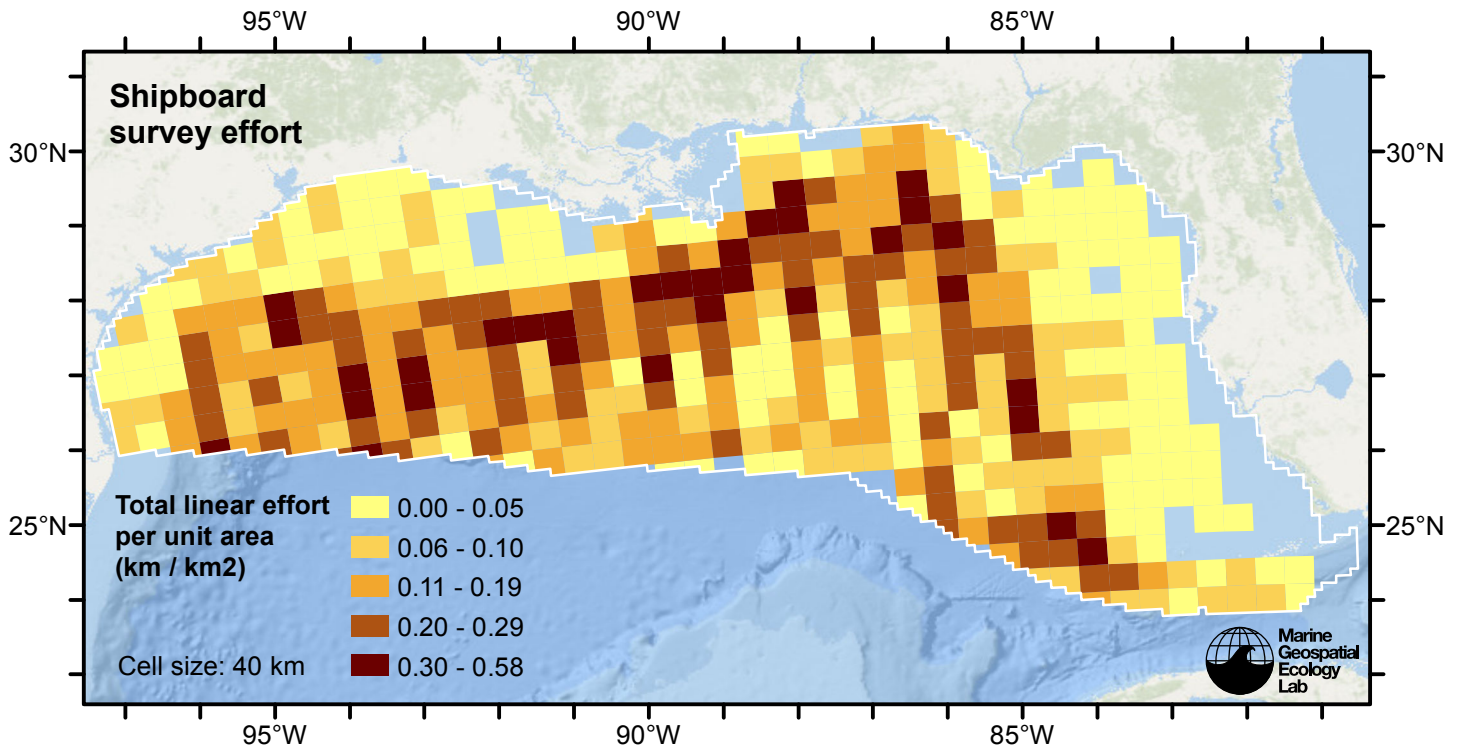 95°W 90°W 85°W
Shipboard
survey effort
30°N 30°N
25°N 25°N
Total linear effort
per unit area
(km / km2)
0.00 - 0.05
0.06 - 0.10
0.11 - 0.19
0.20 - 0.29
0.30 - 0.58
Cell size: 40 km
Marine
Geospatial
Ecology
Lab
95°W 90°W 85°W